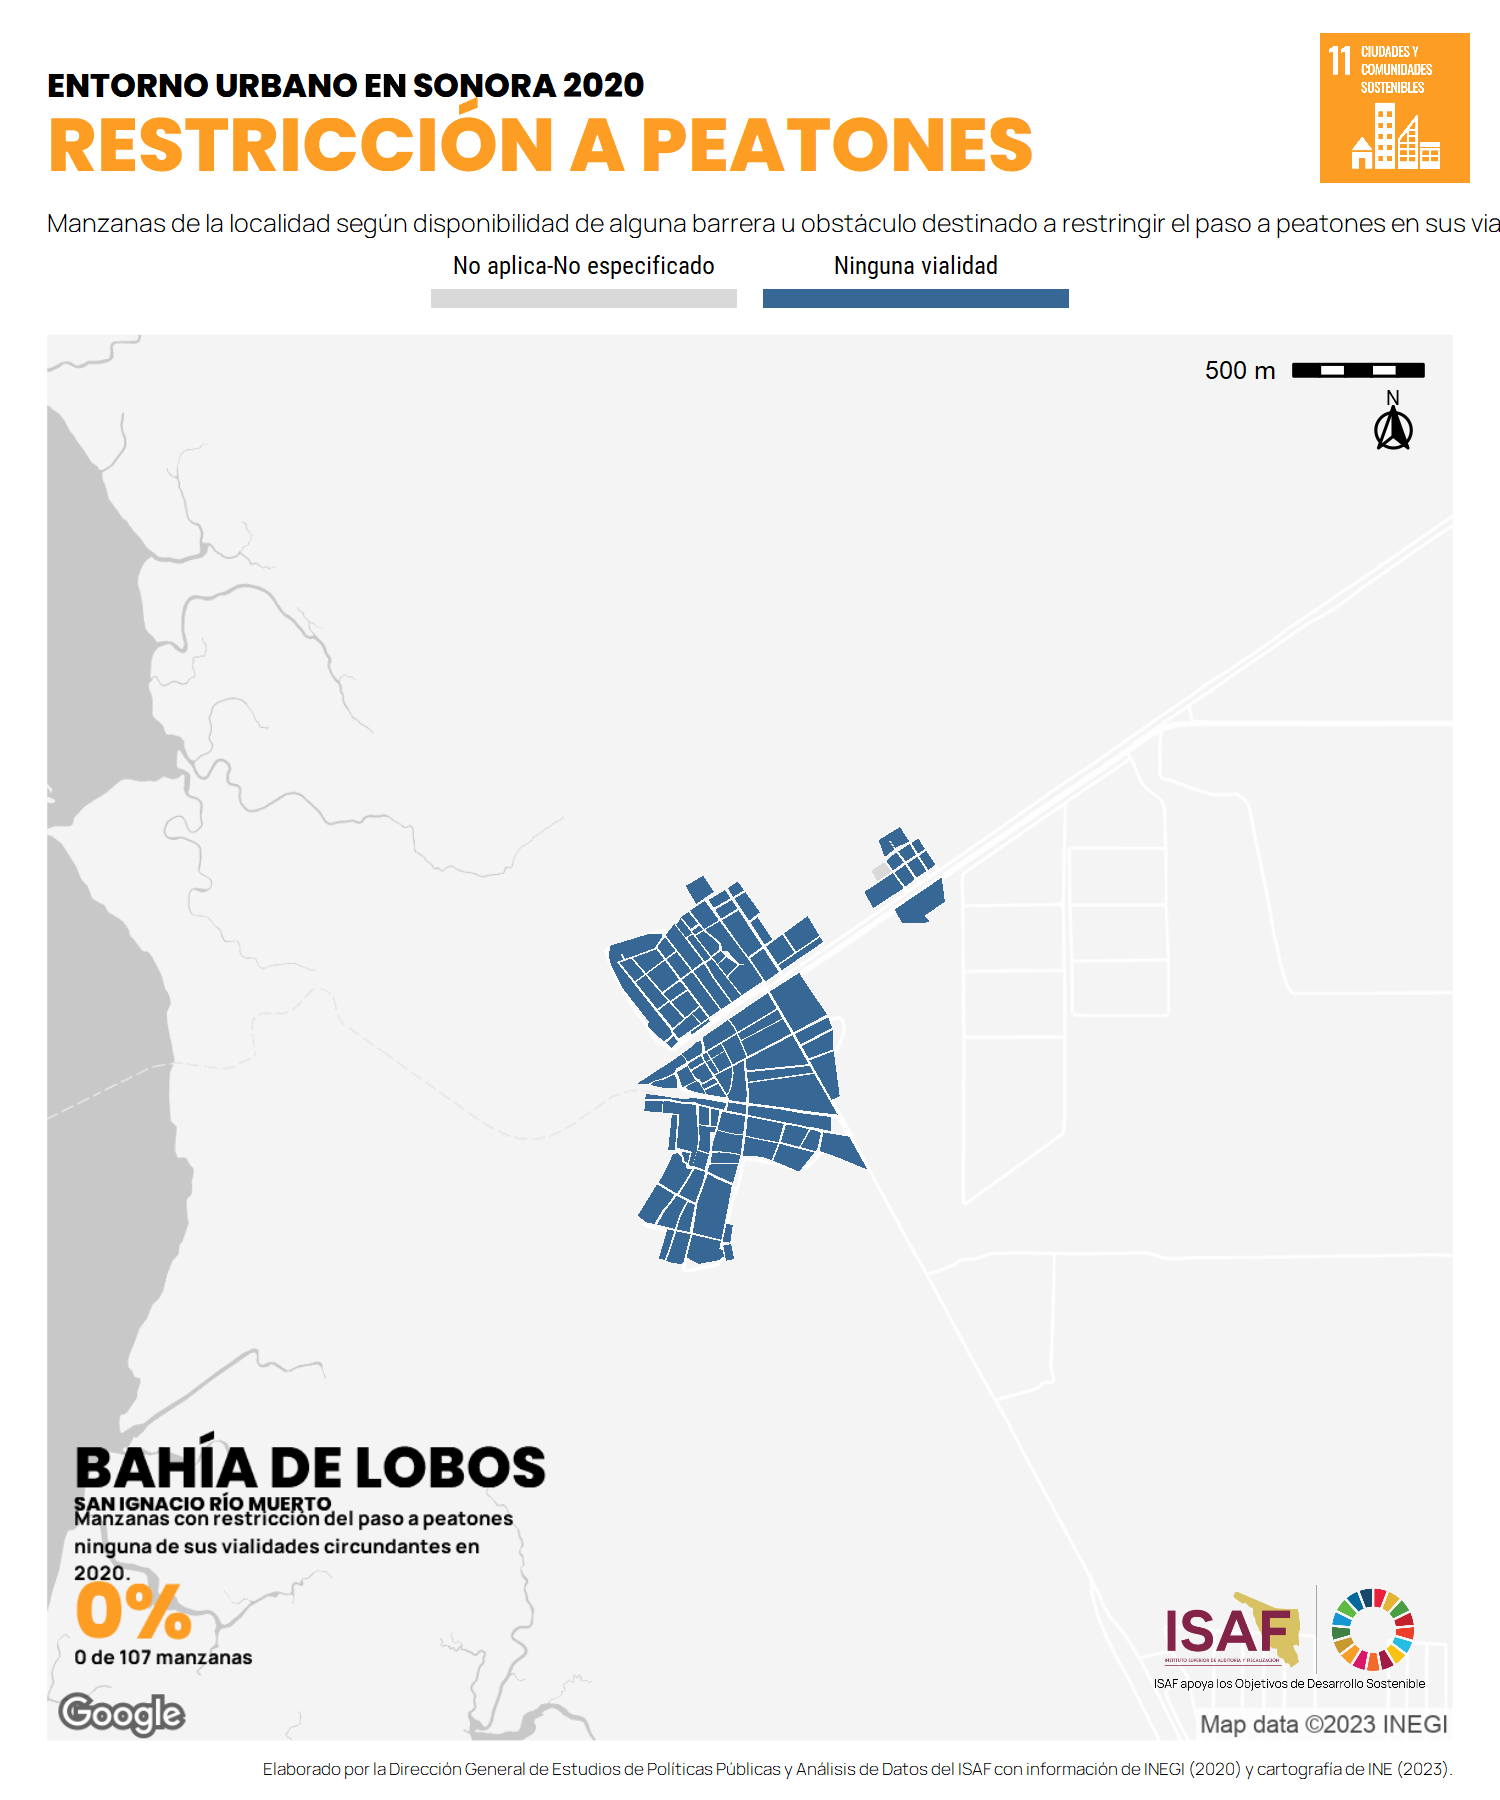 ENTORNO URBANO EN SONORA 2020
RESTRICCIÓN A PEATONES
11 CIUDADES Y
COMUNIDADES
SOSTENIBLES
Manzanas de la localidad según disponibilidad de alguna barrera u obstáculo destinado a restringir el paso a peatones en sus via
No aplica-No especificado
Ninguna vialidad
500 m
N
BAHÍA DE LOBOS
SAN IGNACIO RÍO MUERTO
Manzanas con restricción del paso a peatones
ninguna de sus vialidades circundantes en
2020.
0%
0 de 107 manzanas
Google
ISAF
INSTITUTO SUPERIOR DE AUDITORÍA Y FISCALIZACIÓN
ISAF apoya los Objetivos de Desarrollo Sostenible
Map data ©2023 INEGI
Elaborado por la Dirección General de Estudios de Políticas Públicas y Análisis de Datos del ISAF con información de INEGI (2020) y cartografía de INE (2023).